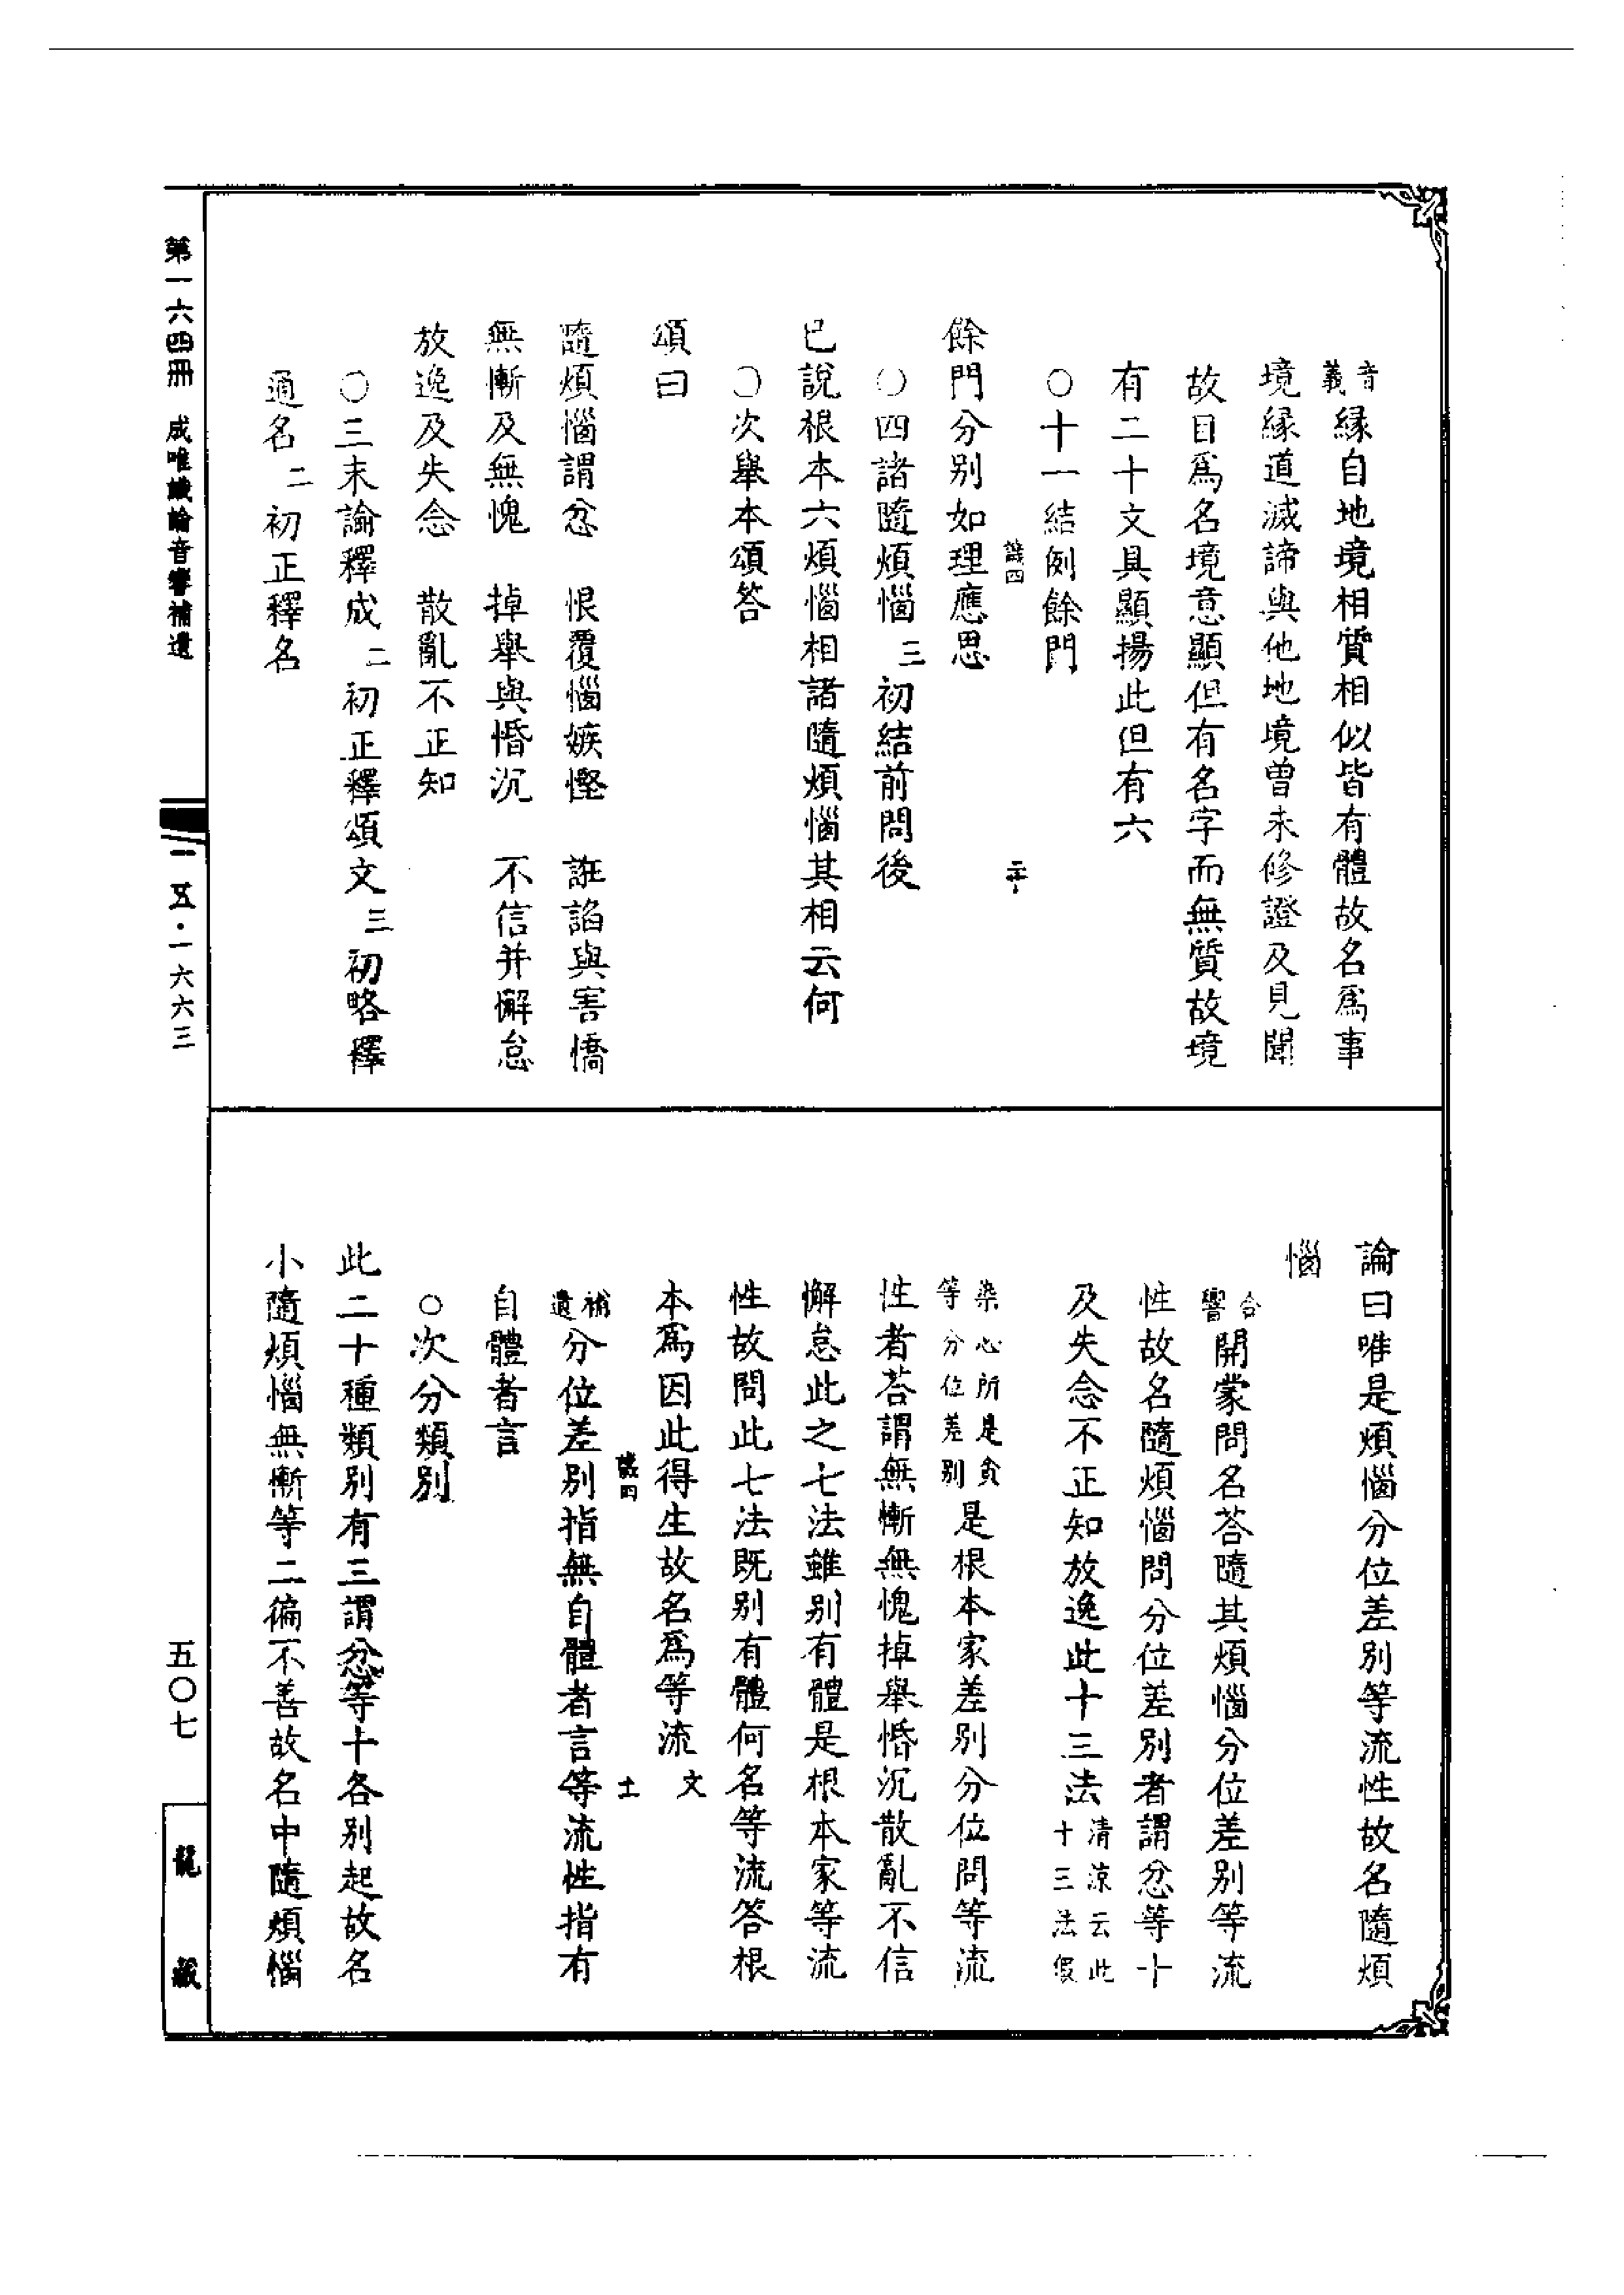 音義緣自地境相質相似皆有體故名爲事
境緣道滅諦與他地境曾未修證及見聞
故目爲名境意顯但有名字而無質故境
有二十文具顯揚此但有六
〇十一結例餘門
餘門分別如理應思
〇四諸隨煩惱三初結前問後
已說根本六煩惱相諸隨煩惱其相云何
〇次舉本頌答
頌曰
隨煩惱謂忿 恨覆惱嫉慳 誑諂與害憍
無慚及無愧 掉舉與惛沉 不信并懈怠
放逸及失念 散亂不正知
〇三末論釋成二初正釋頌文三初略釋
通名二初正釋名
論曰唯是煩惱分位差別等流性故名隨煩
惱
合響開蒙問名荅隨其煩惱分位差別等流
性故名隨煩惱問分位差別者謂忿等十
及失念不正知放逸此十三法清涼云此十三法假
染心所是貪等分位差別是根本家差別分位問等流
性者荅謂無慚無愧掉舉惛沉散亂不信
懈怠此之七法雖別有體是根本家等流
性故問此七法既別有體何名等流答根
本爲因此得生故名爲等流文
補遺分位差別指無自體者言等流性指有
自體者言
〇次分類別
此二十種類別有三謂忿等十各別起故名
小隨煩惱無慚等二徧不善故名中隨煩惱
第一六四冊 成唯識論音響補遺
一五·一六六三
五〇七
龍藏